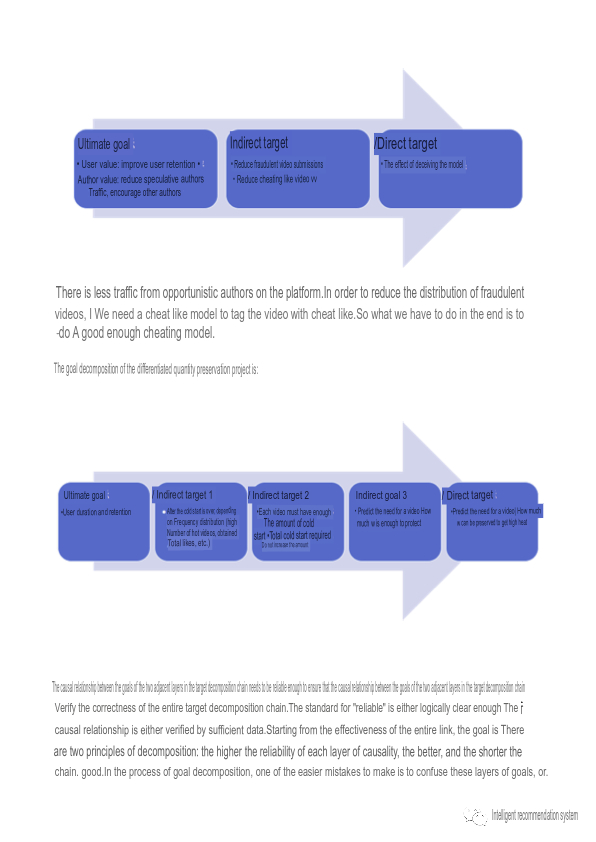 Ultimate goal :
• User value: improve user retention •
Author value: reduce speculative authors
Traffic, encourage other authors
Indirect target
• Reduce fraudulent video submissions
• Reduce cheating like video vv
/Direct target
• The effect of deceiving the model
There is less traffic from opportunistic authors on the platform.In order to reduce the distribution of fraudulent
videos, I We need a cheat like model to tag the video with cheat like.So what we have to do in the end is to
-do A good enough cheating model.
The goal decomposition of the differentiated quantity preservation project is:
Ultimate goal :
•User duration and retention
/ Indirect target 1
• After the cold start is over, depending
on Frequency distribution (high
Number of hot videos, obtained
Total likes, etc.)
/ Indirect target 2
•Each video must have enough
The amount of cold
start •Total cold start required
Do not increase the amount
Indirect goal 3
• Predict the need for a video How
much w is enough to protect
/ Direct target :
•Predict the need for a video| How much
w can be preserved to get high heat
The causal relationship between the goals of the two adjacent layers in the target decomposition chain needs to be reliable enough to ensure that the causal relationship between the goals of the two adjacent layers in the target decomposition chain
Verify the correctness of the entire target decomposition chain.The standard for "reliable" is either logically clear enough The
causal relationship is either verified by sufficient data.Starting from the effectiveness of the entire link, the goal is There
are two principles of decomposition: the higher the reliability of each layer of causality, the better, and the shorter the
chain. good.In the process of goal decomposition, one of the easier mistakes to make is to confuse these layers of goals, or.
Intelligent recommendation system